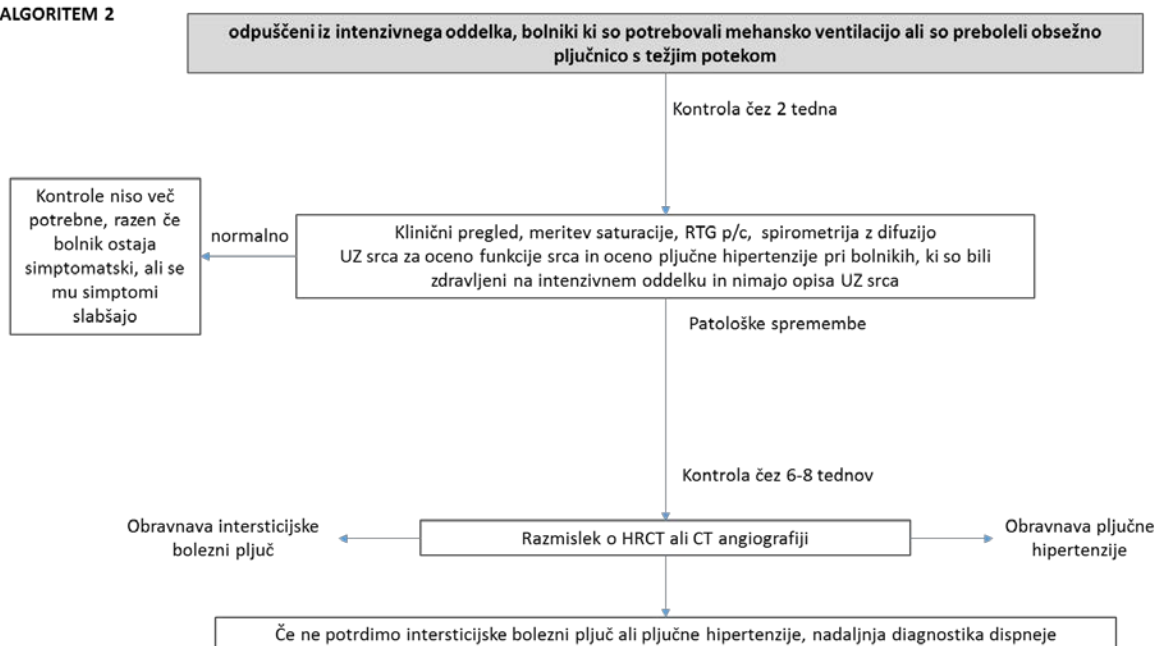 ALGORITEM 2
odpuščeni iz intenzivnega oddelka, bolniki ki so potrebovali mehansko ventilacijo ali so preboleli obsežno
pljučnico s težjim potekom
Kontrola čez 2 tedna
Kontrole niso več
potrebne, razen če
bolnik ostaja
simptomatski, ali se
mu simptomi
slabšajo
normalno
Klinični pregled, meritev saturacije, RTG p/c, spirometrija z difuzijo
UZ srca za oceno funkcije srca in oceno pljučne hipertenzije pri bolnikih, ki so bili
zdravljeni na intenzivnem oddelku in nimajo opisa UZ srca
Patološke spremembe
Kontrola čez 6-8 tednov
Obravnava intersticijske
bolezni pljuč
Razmislek o HRCT ali CT angiografiji
Obravnava pljučne
hipertenzije
Če ne potrdimo intersticijske bolezni pljuč ali pljučne hipertenzije, nadaljnja diagnostika dispneje